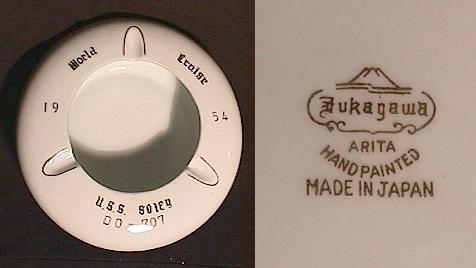 World Cruise
19 54
U.S.S. Soley
DD-707
Fukagawa
ARITA
HAND PAINTED
MADE IN JAPAN